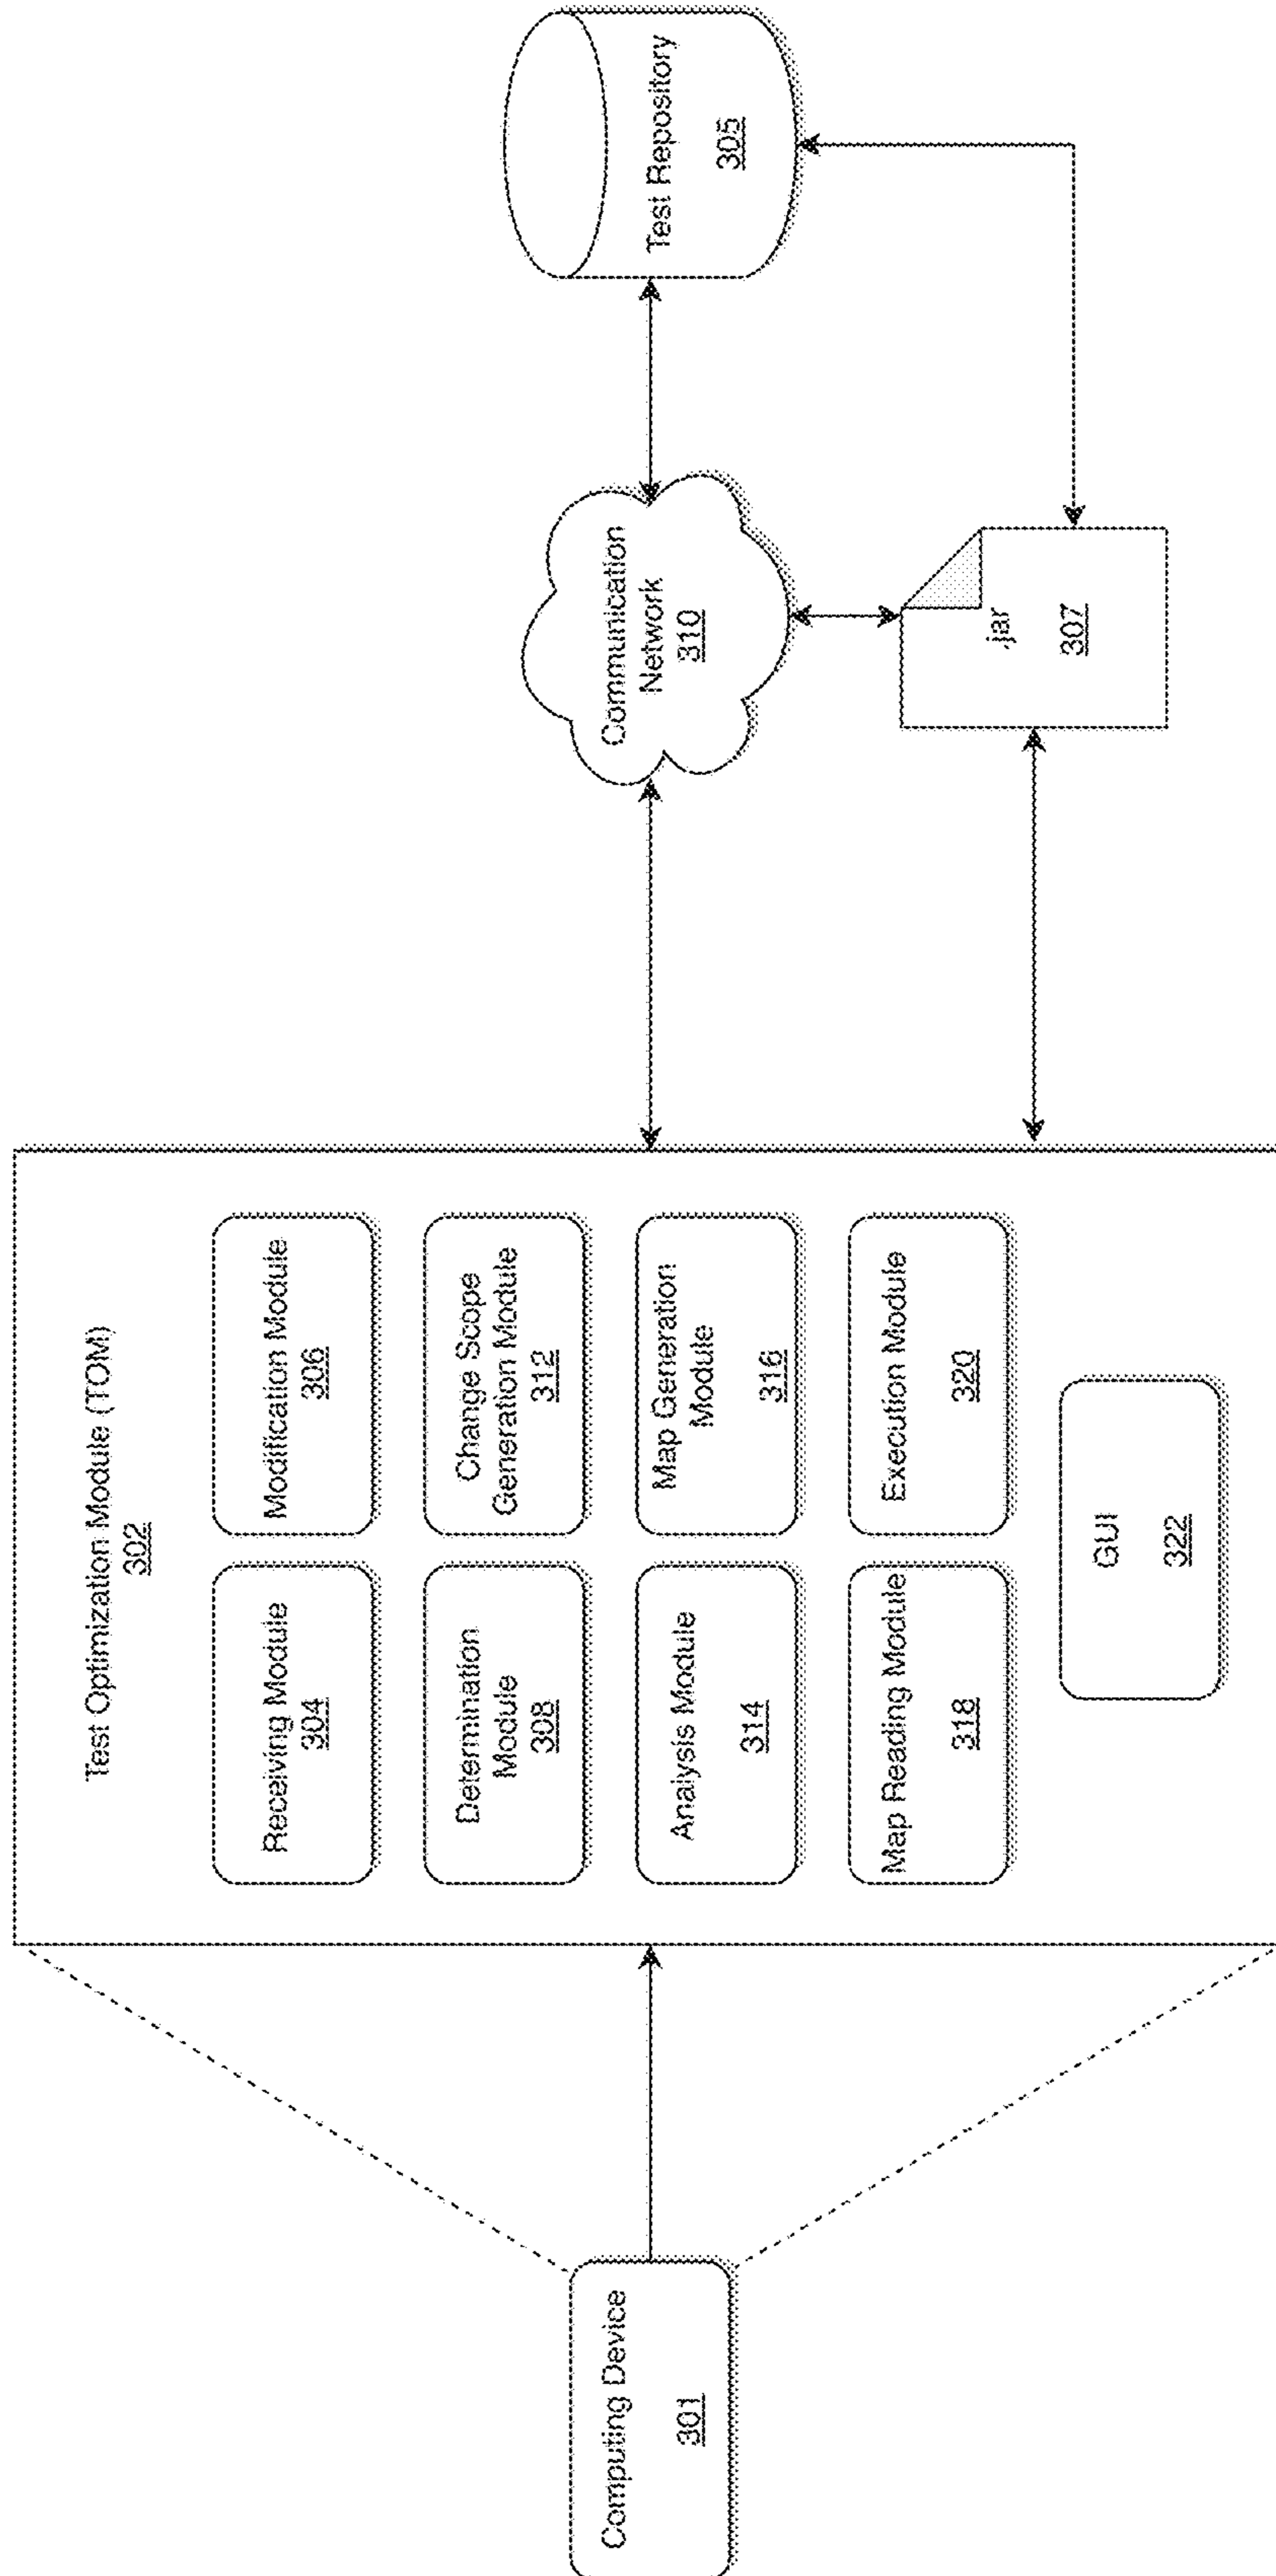 Computing Device
301
Test Optimization Module (TOM)
302
Receiving Module
304
Modification Module
306
Determination
Module
308
Change Scope
Generation Module
312
Analysis Module
314
Map Generation
Module
316
Map Reading Module
318
Execution Module
320
GUI
322
Communication
Network
310
.jar
307
Test Repository
305